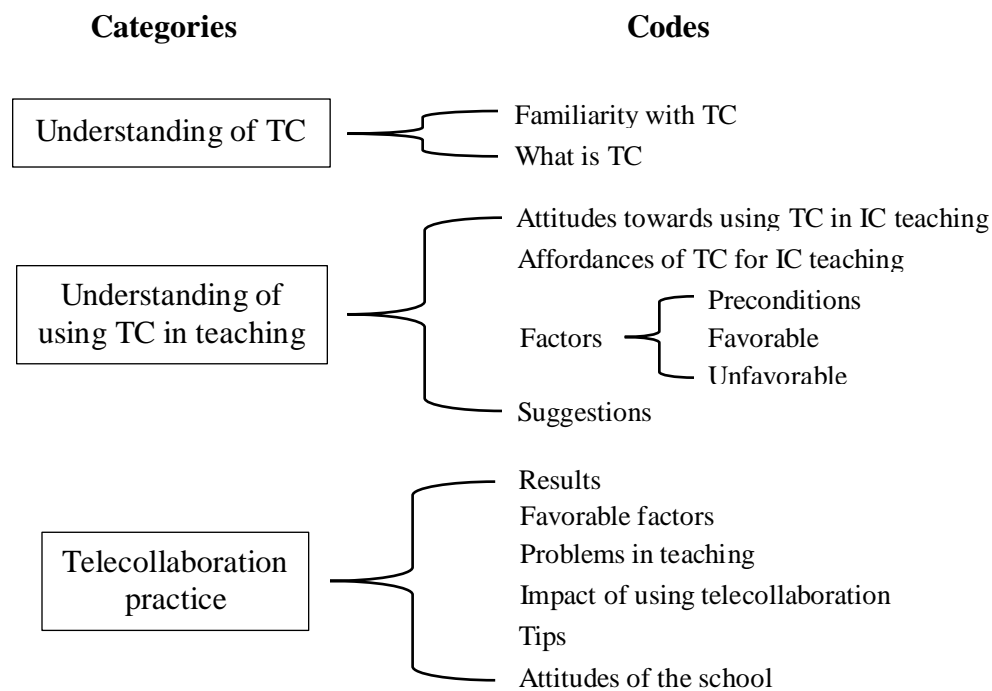 Categories
Codes
Understanding of TC
Familiarity with TC
What is TC
Understanding of
using TC in teaching
Attitudes towards using TC in IC teaching
Affordances of TC for IC teaching
Factors
Preconditions
Favorable
Unfavorable
Suggestions
Telecollaboration
practice
Results
Favorable factors
Problems in teaching
Impact of using telecollaboration
Tips
Attitudes of the school